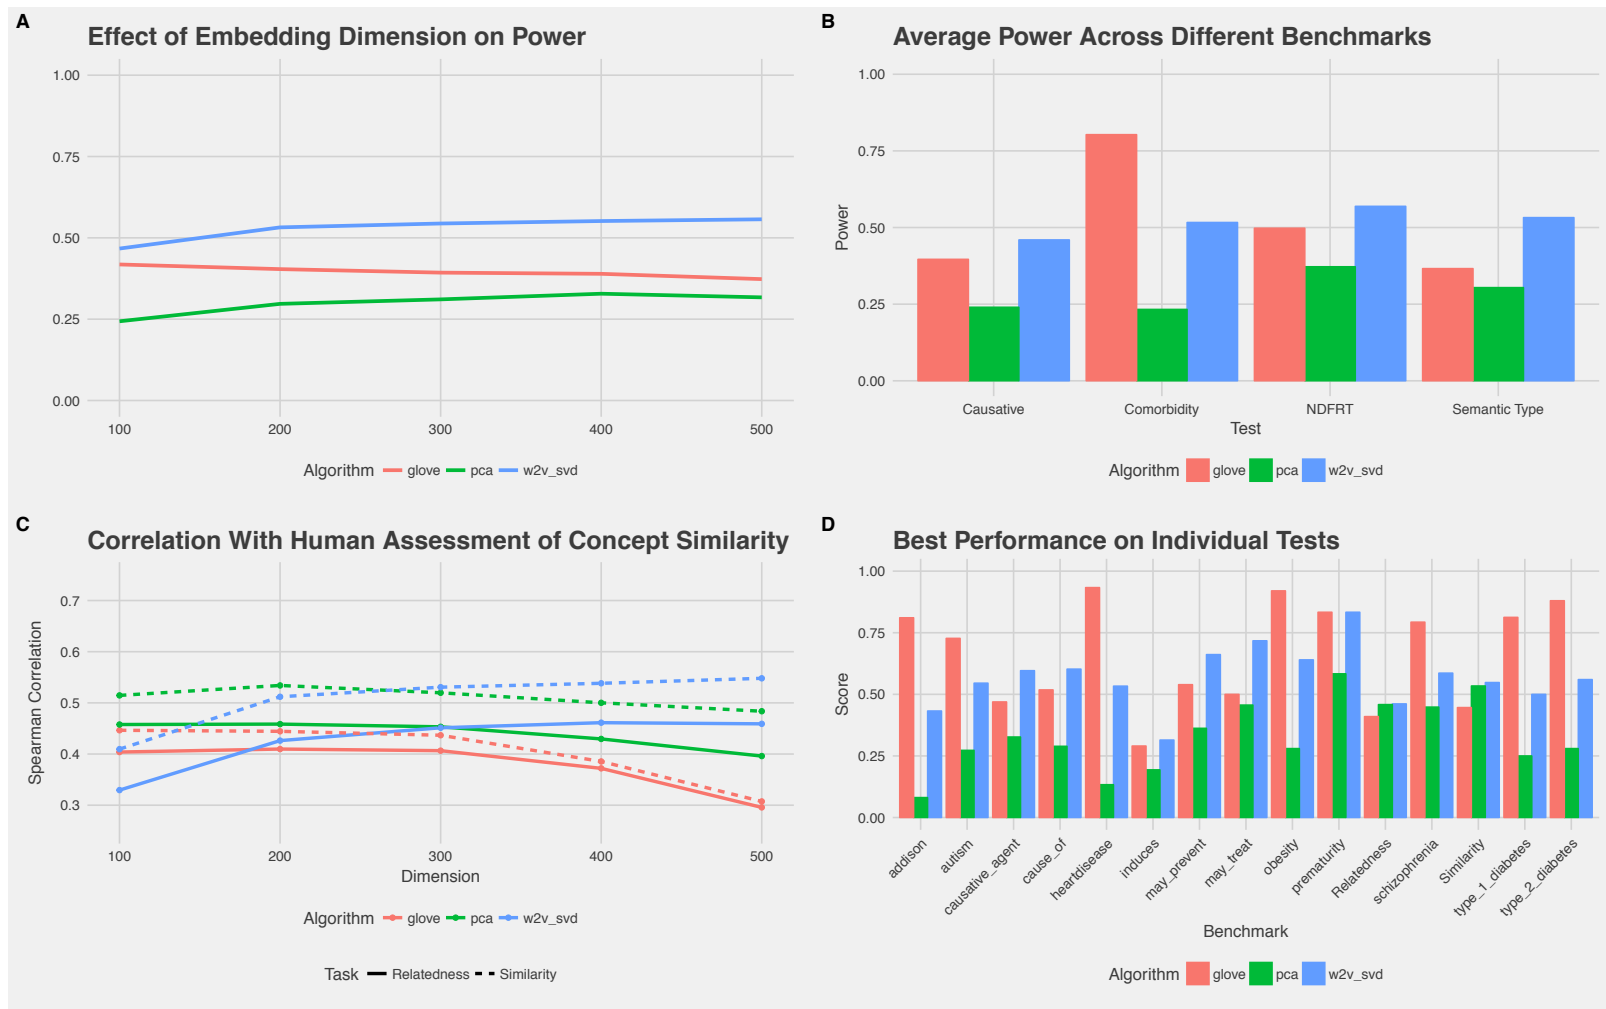 A
Effect of Embedding Dimension on Power
1.00
0.75
0.50
0.25
0.00
100 200 300 400 500
Algorithm glove pca w2v_svd
B
Average Power Across Different Benchmarks
Power
1.00
0.75
0.50
0.25
0.00
Causative Comorbidity NDFRT Semantic Type
Test
Algorithm glove pca w2v_svd
C
Correlation With Human Assessment of Concept Similarity
Spearman Correlation
0.7
0.6
0.5
0.4
0.3
100 200 300 400 500
Dimension
Algorithm glove pca w2v_svd
Task Relatedness Similarity
D
Best Performance on Individual Tests
Score
1.00
0.75
0.50
0.25
0.00
addison
autism
causative_agent
cause_of
heartdisease
induces
may_prevent
may_treat
obesity
prematurity
Relatedness
schizophrenia
Similarity
type_1_diabetes
type_2_diabetes
Benchmark
Algorithm glove pca w2v_svd